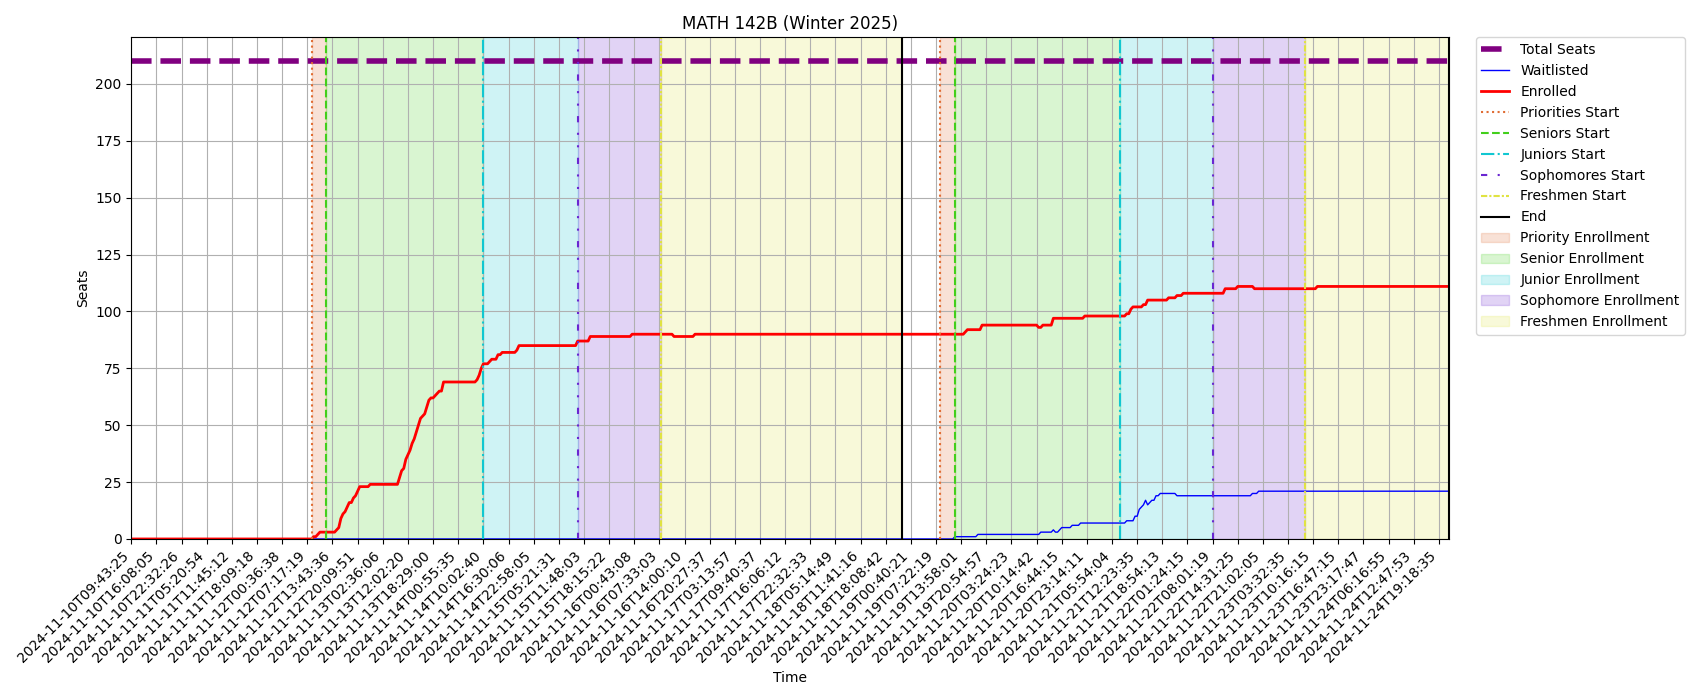 MATH 142B (Winter 2025)
Seats
200
175
150
125
100
75
50
25
0
2024-11-10T09:43:25
2024-11-10T16:08:05
2024-11-10T22:32:26
2024-11-11T05:20:54
2024-11-11T11:45:12
2024-11-11T18:09:18
2024-11-12T00:36:38
2024-11-12T07:17:19
2024-11-12T13:43:36
2024-11-12T20:09:51
2024-11-13T02:36:06
2024-11-13T12:02:20
2024-11-13T18:29:00
2024-11-14T00:55:35
2024-11-14T10:02:40
2024-11-14T16:30:06
2024-11-14T22:58:05
2024-11-15T05:21:31
2024-11-15T11:48:03
2024-11-15T18:15:22
2024-11-16T00:43:08
2024-11-16T07:33:03
2024-11-16T14:00:10
2024-11-16T20:27:37
2024-11-17T03:13:57
2024-11-17T09:40:37
2024-11-17T16:06:12
2024-11-17T22:32:33
2024-11-18T05:14:49
2024-11-18T11:41:16
2024-11-18T18:08:42
2024-11-19T00:40:21
2024-11-19T07:22:19
2024-11-19T13:58:01
2024-11-19T20:54:57
2024-11-20T03:24:23
2024-11-20T10:14:42
2024-11-20T16:44:15
2024-11-20T23:14:11
2024-11-21T05:54:04
2024-11-21T12:23:35
2024-11-21T18:54:13
2024-11-22T01:24:15
2024-11-22T08:01:19
2024-11-22T14:31:25
2024-11-22T21:02:05
2024-11-23T03:32:35
2024-11-23T10:16:15
2024-11-23T16:47:15
2024-11-23T23:17:47
2024-11-24T06:16:55
2024-11-24T12:47:53
2024-11-24T19:18:35
Time
Total Seats
Waitlisted
Enrolled
Priorities Start
Seniors Start
Juniors Start
Sophomores Start
Freshmen Start
End
Priority Enrollment
Senior Enrollment
Junior Enrollment
Sophomore Enrollment
Freshmen Enrollment